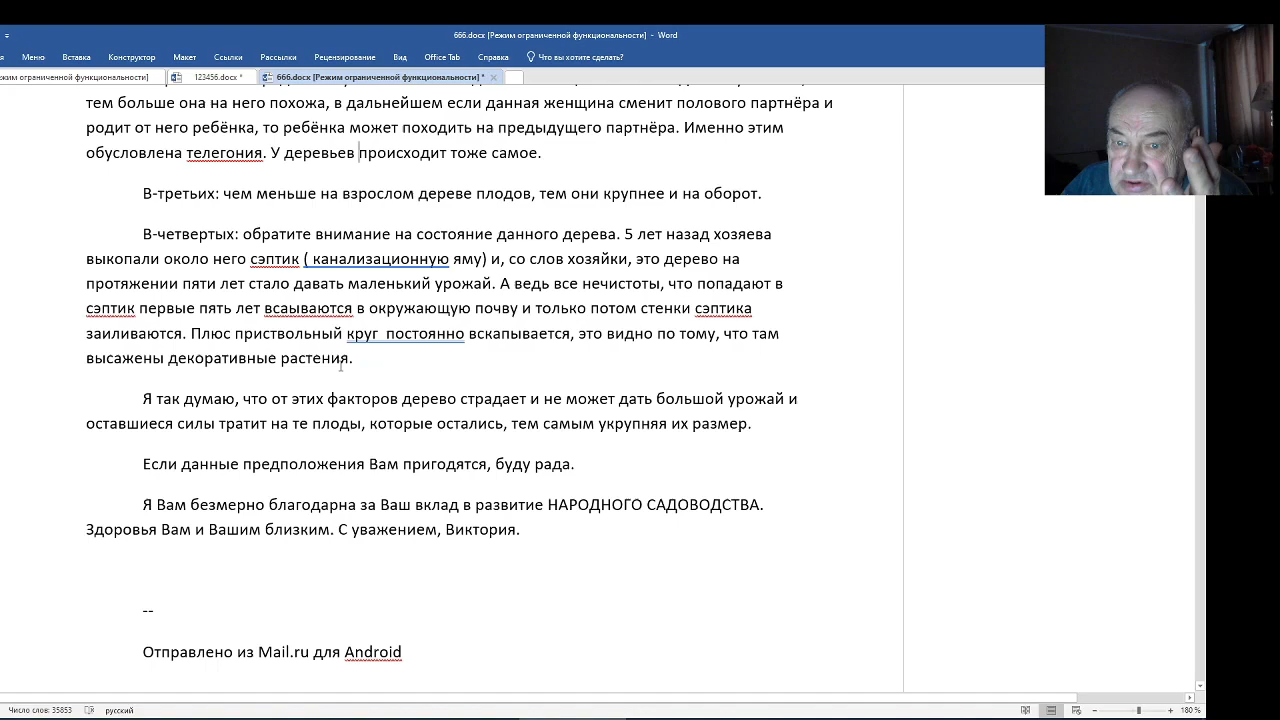 666.docx [Режим ограниченной функциональности] - Word
Меню Вставка Конструктор Макет Ссылки Рассылки Рецензирование Вид Office Tab Справка Что вы хотите сделать?
жим ограниченной функциональности] 123456.docx * 666.docx [Режим ограниченной функциональности] *
тем больше она на него похожа, в дальнейшем если данная женщина сменит полового партнёра и
родит от него ребёнка, то ребёнка может походить на предыдущего партнёра. Именно этим
обусловлена телегония. У деревьев происходит тоже самое.
В-третьих: чем меньше на взрослом дереве плодов, тем они крупнее и на оборот.
В-четвертых: обратите внимание на состояние данного дерева. 5 лет назад хозяева
выкопали около него сэптик ( канализационную яму) и, со слов хозяйки, это дерево на
протяжении пяти лет стало давать маленький урожай. А ведь все нечистоты, что попадают в
сэптик первые пять лет всаываются в окружающую почву и только потом стенки сэптика
заиливаются. Плюс приствольный круг  постоянно вскапывается, это видно по тому, что там
высажены декоративные растения.
Я так думаю, что от этих факторов дерево страдает и не может дать большой урожай и
оставшиеся силы тратит на те плоды, которые остались, тем самым укрупняя их размер.
Если данные предположения Вам пригодятся, буду рада.
Я Вам безмерно благодарна за Ваш вклад в развитие НАРОДНОГО САДОВОДСТВА.
Здоровья Вам и Вашим близким. С уважением, Виктория.
--
Отправлено из Mail.ru для Android
Число слов: 35853 русский 180 %